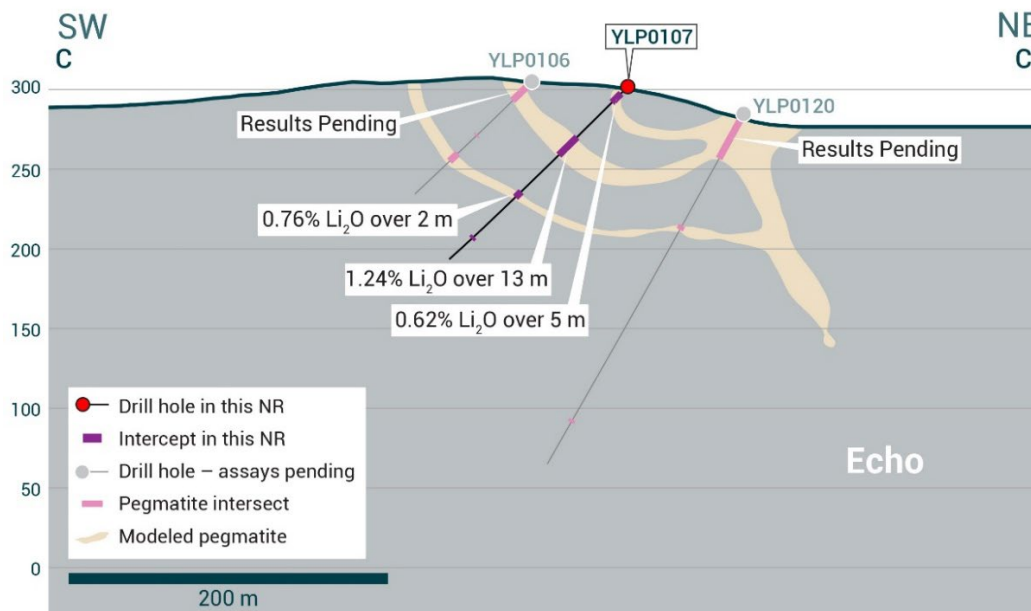 SW
C
NE
C
YLP0107
YLP0106
YLP0120
300
250
200
150
100
50
0
Results Pending
Results Pending
0.76% Li₂O over 2 m
1.24% Li₂O over 13 m
0.62% Li₂O over 5 m
Drill hole in this NR
Intercept in this NR
Drill hole – assays pending
Pegmatite intersect
Modeled pegmatite
Echo
200 m